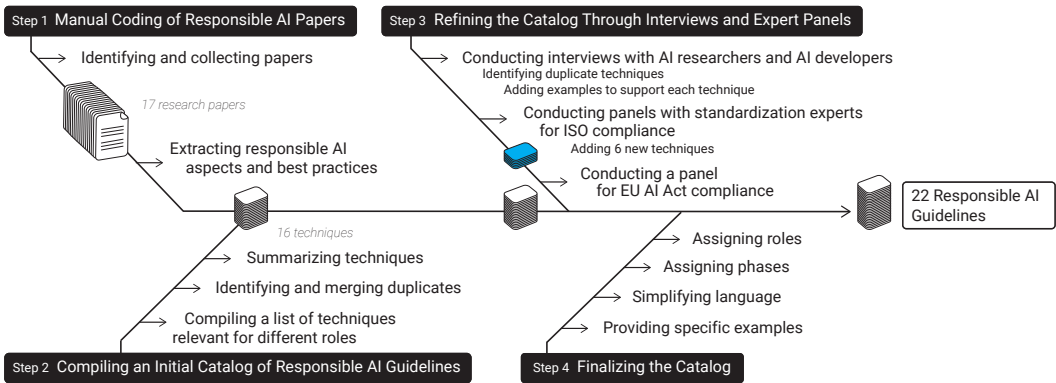 Step 1 Manual Coding of Responsible AI Papers
Identifying and collecting papers
17 research papers
Extracting responsible AI
aspects and best practices
16 techniques
Summarizing techniques
Identifying and merging duplicates
Compiling a list of techniques
relevant for different roles
Step 2 Compiling an Initial Catalog of Responsible AI Guidelines
Step 3 Refining the Catalog Through Interviews and Expert Panels
Conducting interviews with AI researchers and AI developers
Identifying duplicate techniques
Adding examples to support each technique
Conducting panels with standardization experts
for ISO compliance
Adding 6 new techniques
Conducting a panel
for EU AI Act compliance
22 Responsible AI
Guidelines
Assigning roles
Assigning phases
Simplifying language
Providing specific examples
Step 4 Finalizing the Catalog